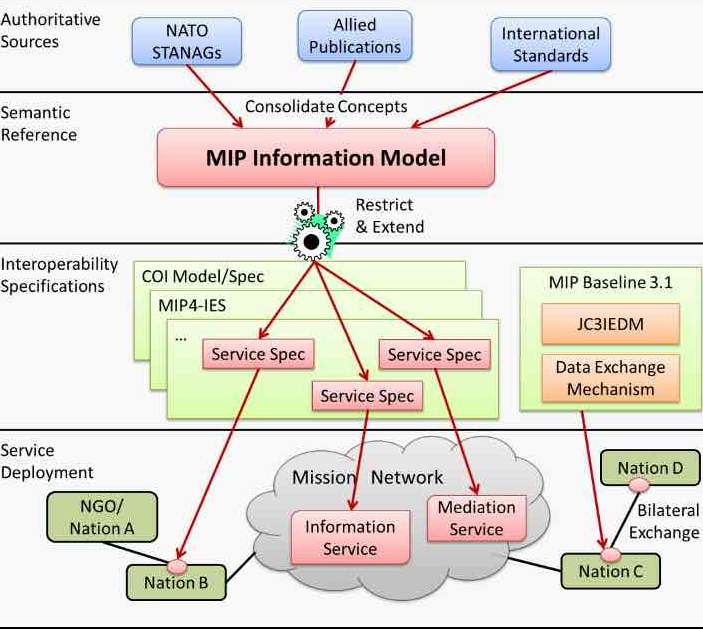 Authoritative
Sources
NATO
STANAGs
Allied
Publications
International
Standards
Semantic
Reference
Consolidate Concepts
MIP Information Model
Restrict
& Extend
Interoperability
Specifications
COI Model/Spec
MIP4-IES
...
Service Spec
Service Spec
Service Spec
MIP Baseline 3.1
JC3IEDM
Data Exchange
Mechanism
Service
Deployment
Mission Network
Information
Service
Mediation
Service
NGO/
Nation A
Nation B
Nation D
Bilateral
Exchange
Nation C